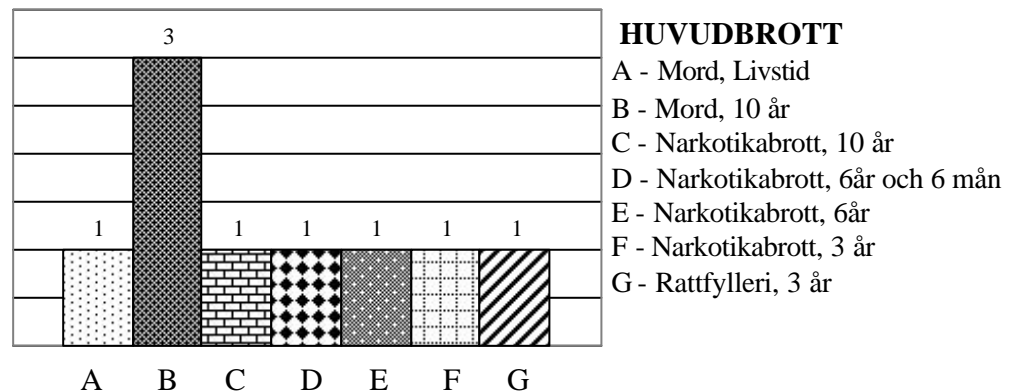 3
1 1 1 1 1 1
A B C D E F G
HUVUDBROTT
A - Mord, Livstid
B - Mord, 10 år
C - Narkotikabrott, 10 år
D - Narkotikabrott, 6år och 6 mån
E - Narkotikabrott, 6år
F - Narkotikabrott, 3 år
G - Rattfylleri, 3 år